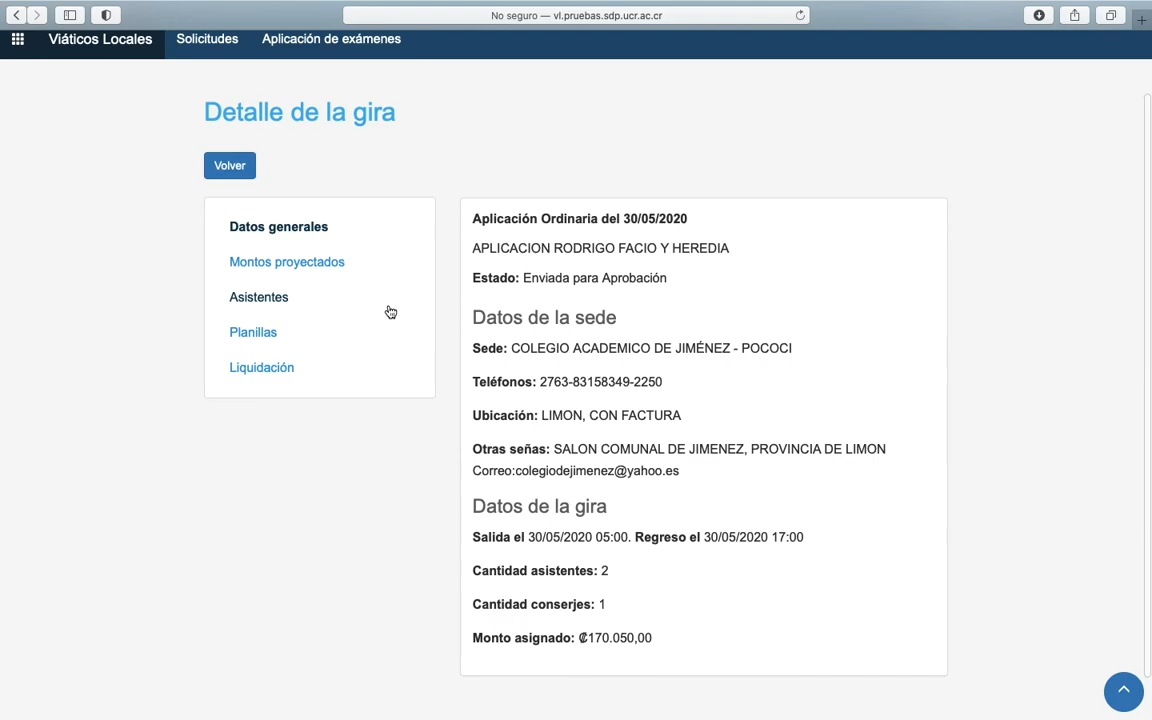 No seguro — vl.pruebas.sdp.ucr.ac.cr
Viáticos Locales
Solicitudes
Aplicación de exámenes
Detalle de la gira
Volver
Datos generales
Montos proyectados
Asistentes
Planillas
Liquidación
Aplicación Ordinaria del 30/05/2020
APLICACION RODRIGO FACIO Y HEREDIA
Estado: Enviada para Aprobación
Datos de la sede
Sede: COLEGIO ACADEMICO DE JIMÉNEZ - POCOCI
Teléfonos: 2763-83158349-2250
Ubicación: LIMON, CON FACTURA
Otras señas: SALON COMUNAL DE JIMENEZ, PROVINCIA DE LIMON
Correo:colegiodejimenez@yahoo.es
Datos de la gira
Salida el 30/05/2020 05:00. Regreso el 30/05/2020 17:00
Cantidad asistentes: 2
Cantidad conserjes: 1
Monto asignado: ₡170.050,00